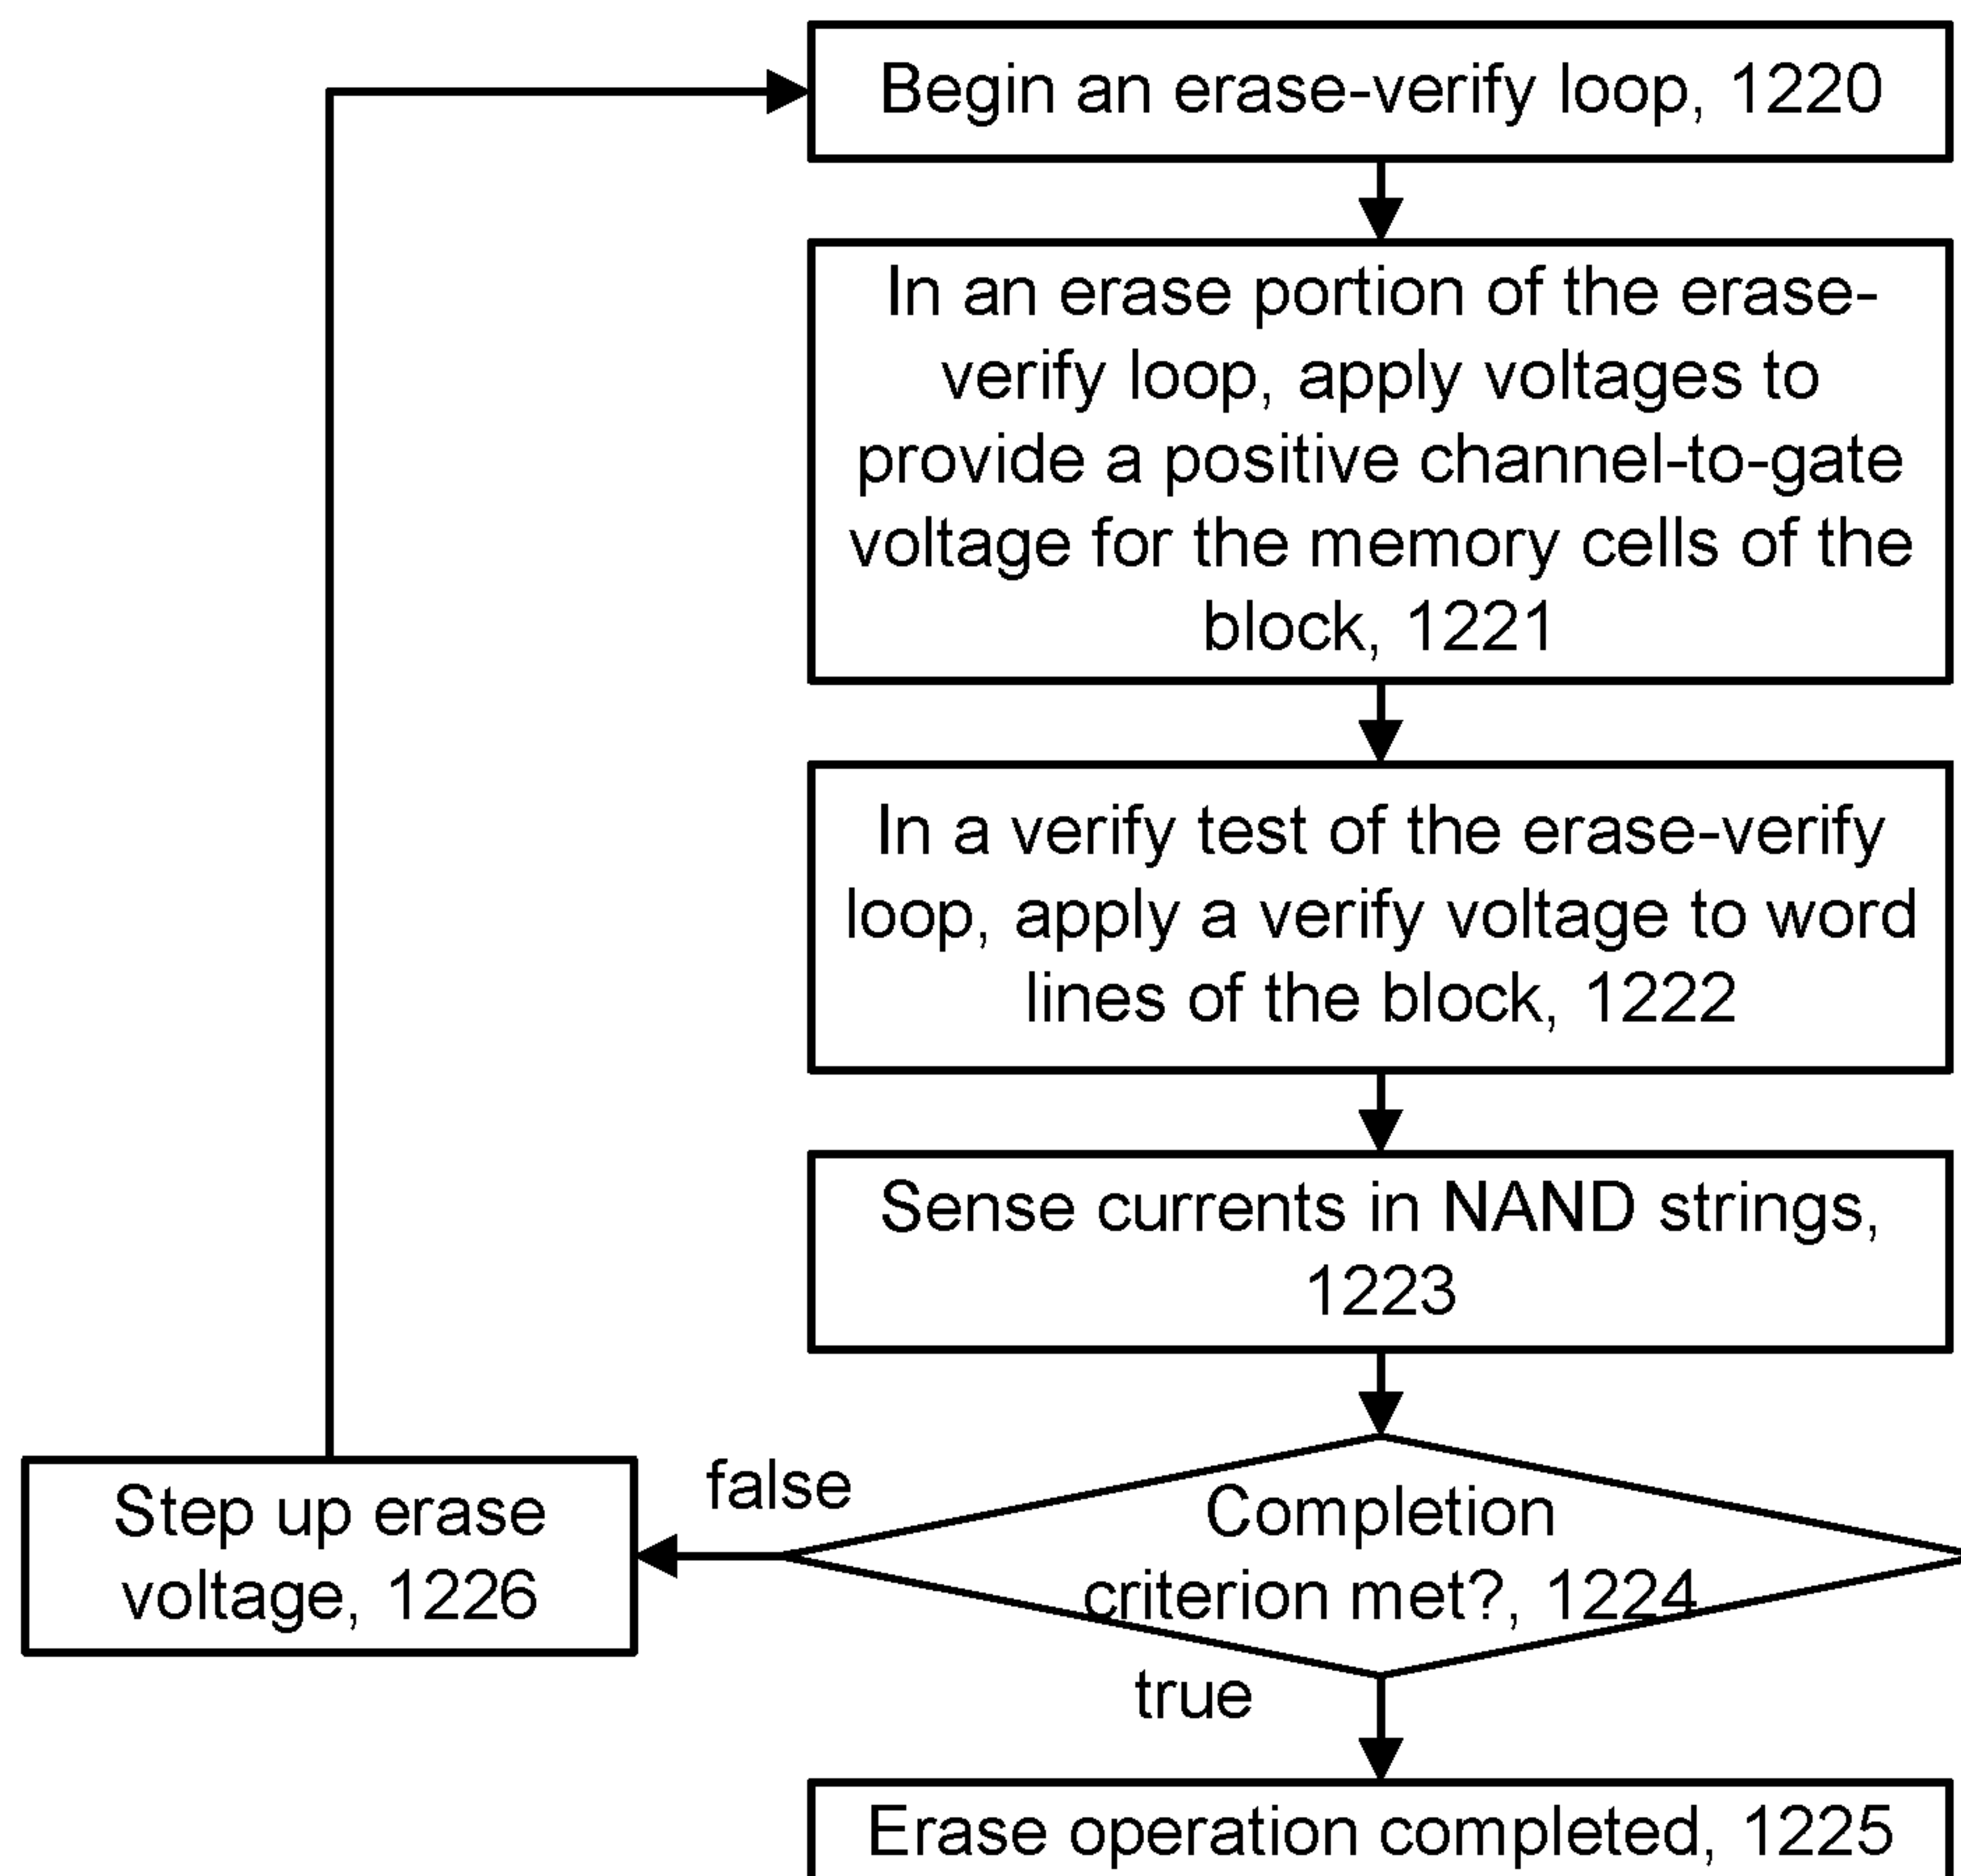 Begin an erase-verify loop, 1220
In an erase portion of the erase-
verify loop, apply voltages to
provide a positive channel-to-gate
voltage for the memory cells of the
block, 1221
In a verify test of the erase-verify
loop, apply a verify voltage to word
lines of the block, 1222
Sense currents in NAND strings,
1223
Completion
criterion met?, 1224
false
Step up erase
voltage, 1226
true
Erase operation completed, 1225